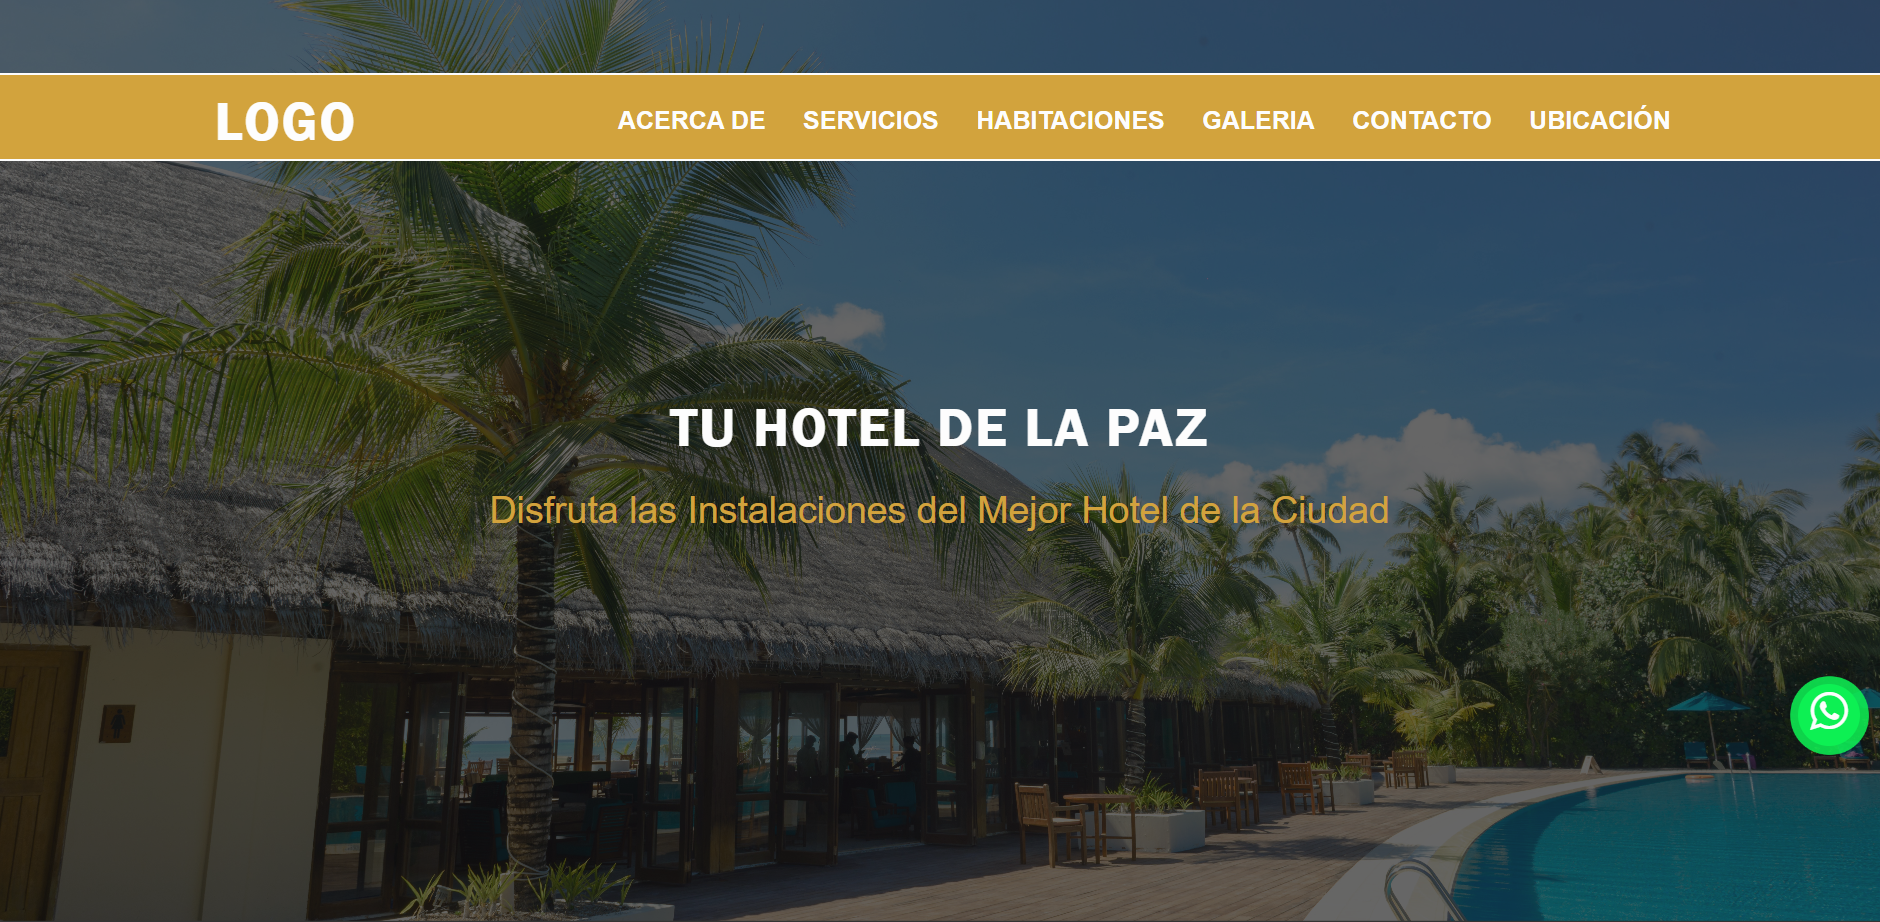 LOGO
ACERCA DE SERVICIOS HABITACIONES GALERIA CONTACTO UBICACIÓN
TU HOTEL DE LA PAZ
Disfruta las Instalaciones del Mejor Hotel de la Ciudad